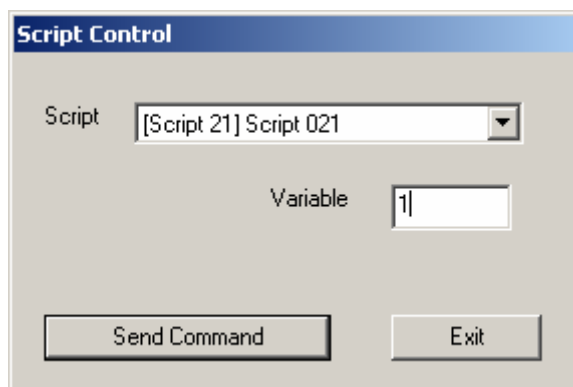 Script Control
Script [Script 21] Script 021
Variable 1
Send Command Exit